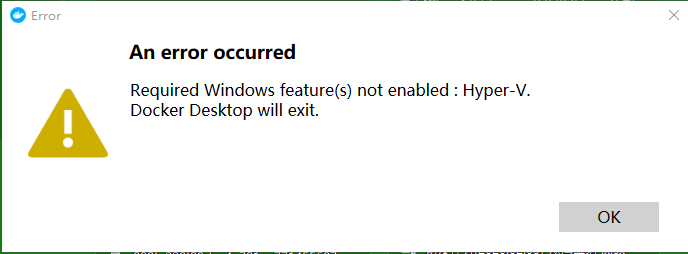 Error
An error occurred
Required Windows feature(s) not enabled : Hyper-V.
Docker Desktop will exit.
OK